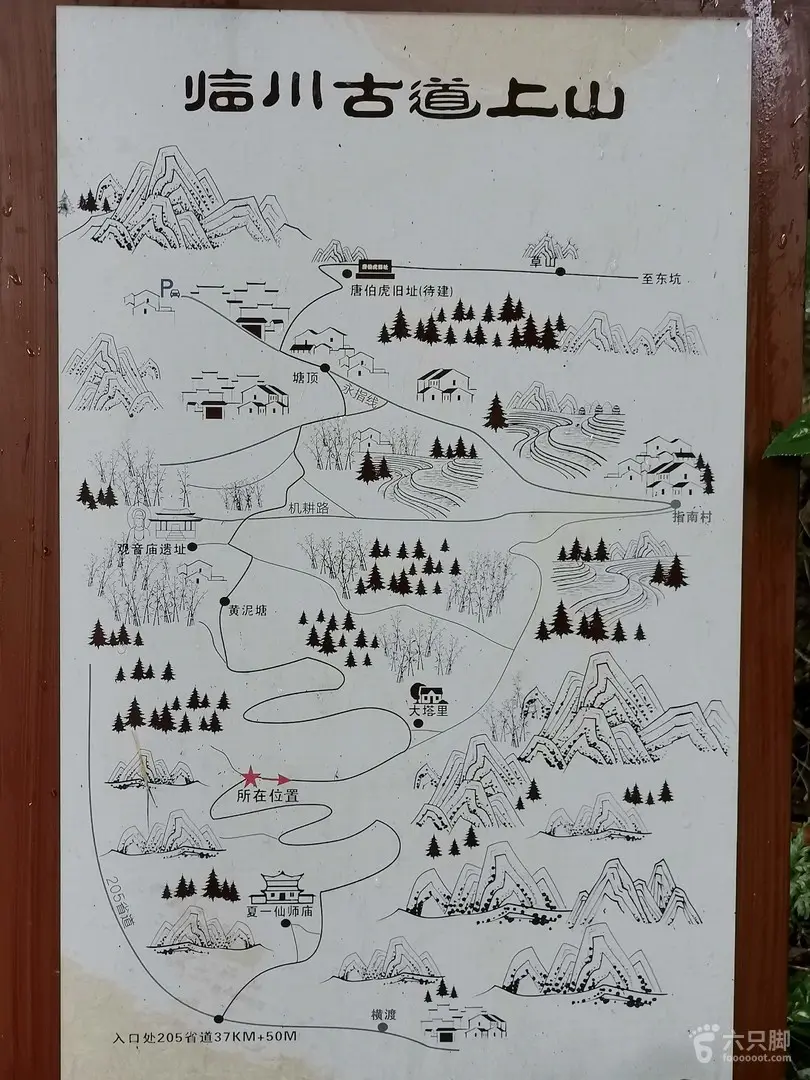 临川古道上山
唐伯虎旧址
草山
至东坑
唐伯虎旧址(待建)
P
塘顶
永指线
机耕路
指南村
观音庙遗址
黄泥塘
大塔里
所在位置
205省道
夏一仙师庙
横渡
入口处205省道37KM+50M
六只脚
foooooot.com